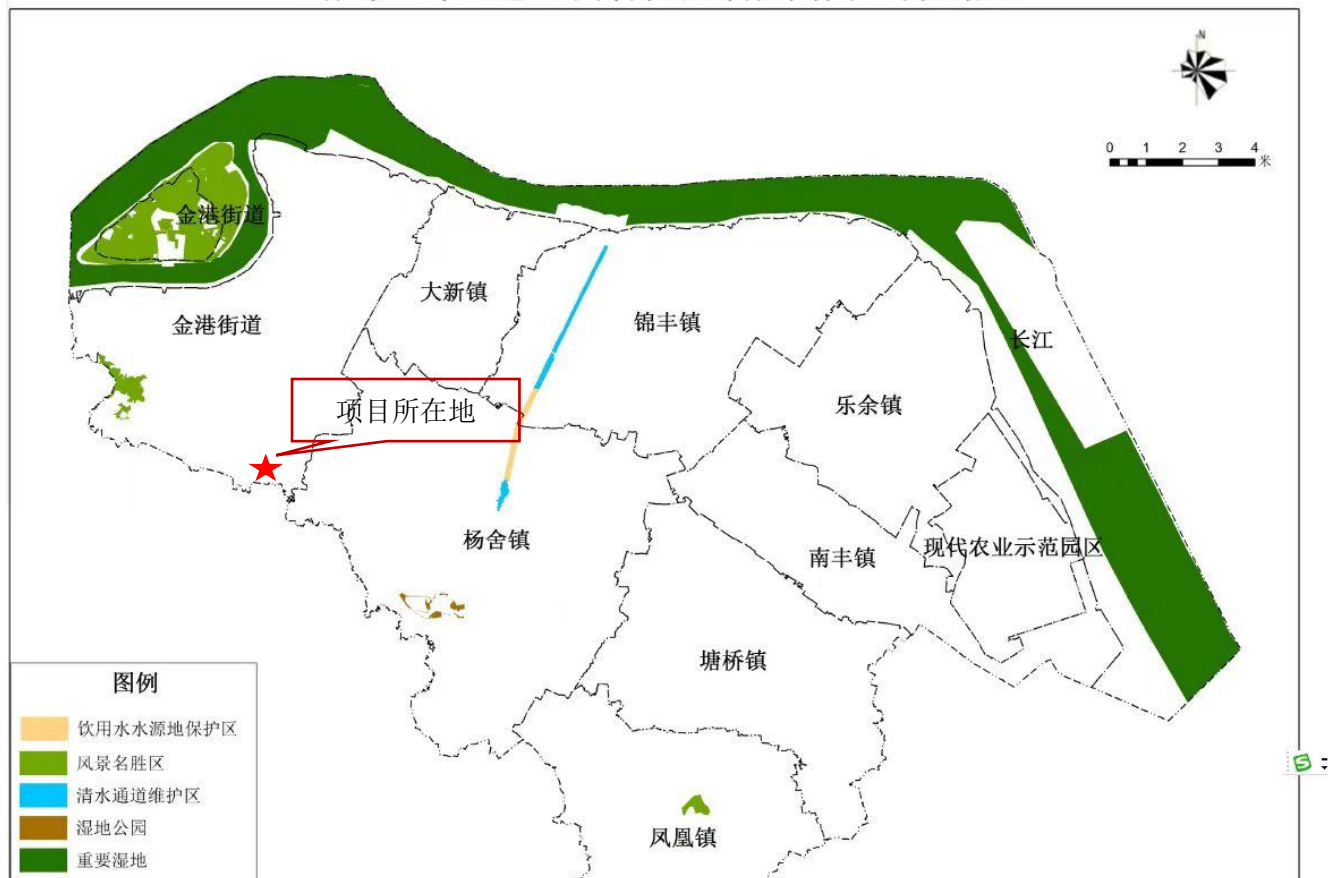 N
0 1 2 3 4
米
金港街道
大新镇
金港街道
锦丰镇
长江
项目所在地
乐余镇
杨舍镇
南丰镇
现代农业示范园区
塘桥镇
凤凰镇
图例
饮用水水源地保护区
风景名胜区
清水通道维护区
湿地公园
重要湿地
S